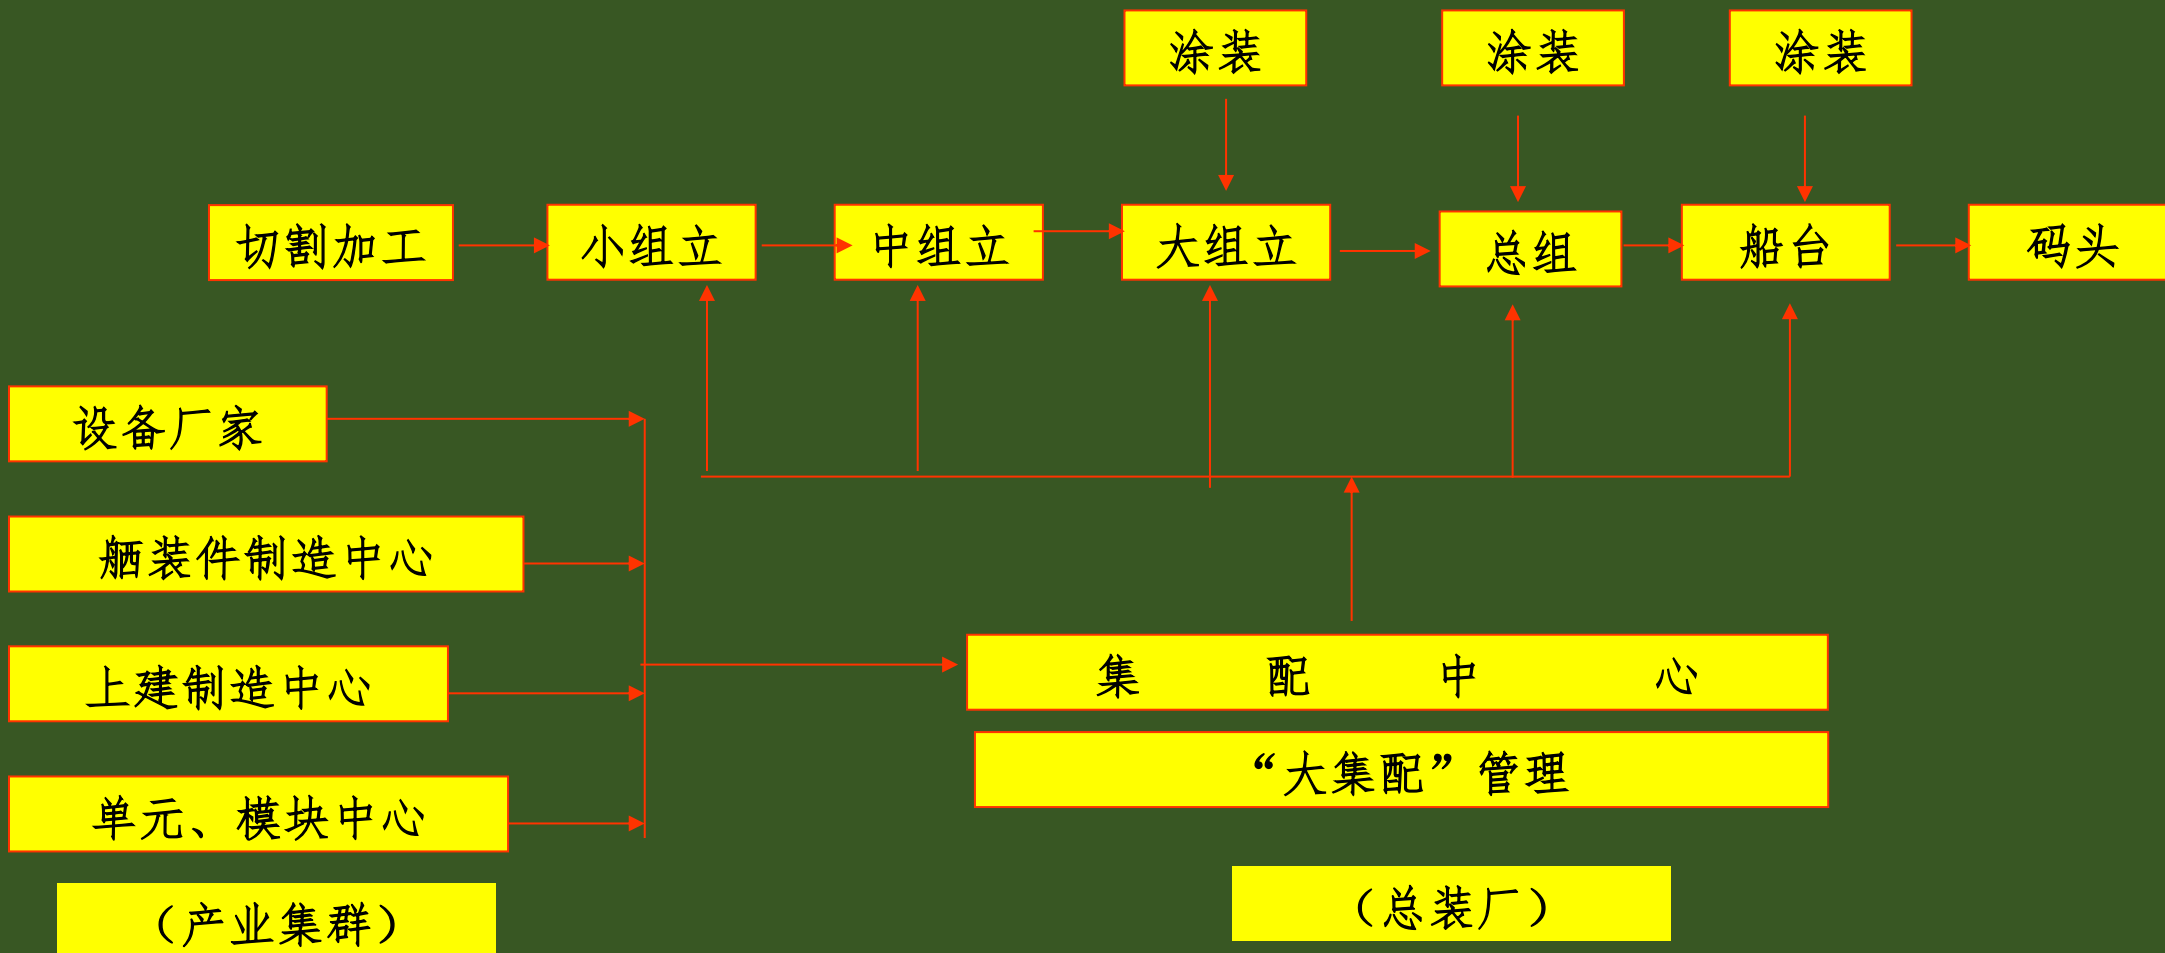 涂装
涂装
涂装
切割加工
小组立
中组立
大组立
总组
船台
码头
设备厂家
舾装件制造中心
上建制造中心
单元、模块中心
（产业集群）
集配中心
“大集配”管理
（总装厂）